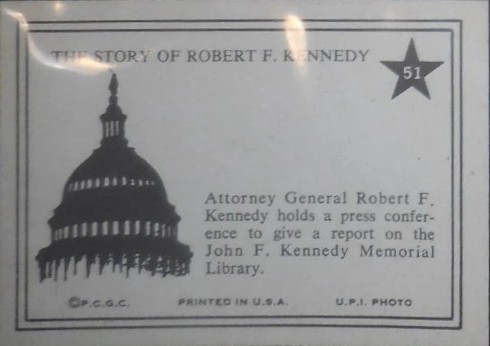 THE STORY OF ROBERT F. KENNEDY
51
Attorney General Robert F.
Kennedy holds a press confer-
ence to give a report on the
John F. Kennedy Memorial
Library.
©P.C.G.C. PRINTED IN U.S.A. U.P.I. PHOTO